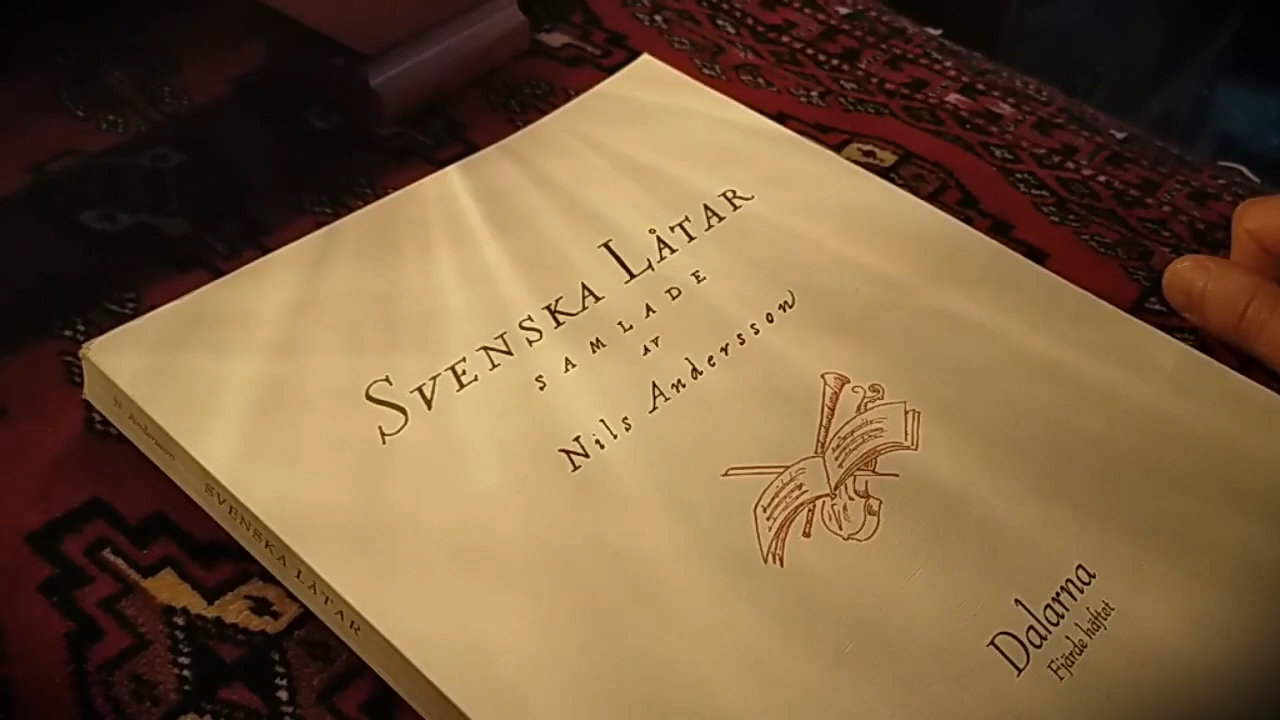 SVENSKA LÅTAR
SAMLADE
AV
Nils Andersson
Dalarna
Fjärde häftet
N. Andersson
SVENSKA LÅTAR